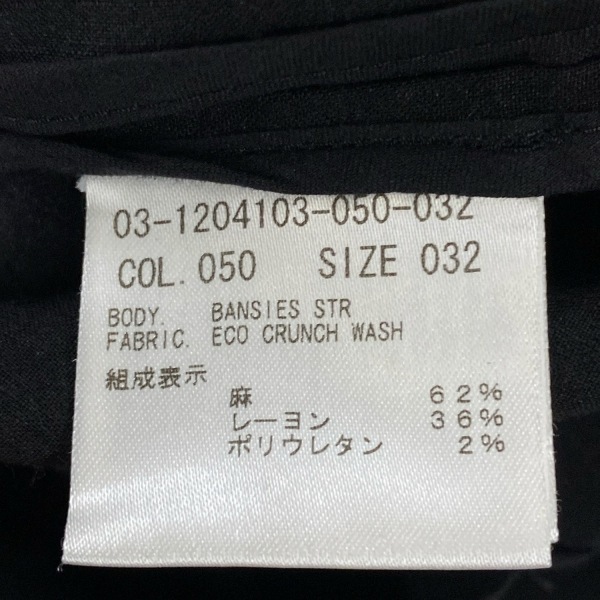 03-1204103-050-032
COL. 050 SIZE 032
BODY. BANSIES STR
FABRIC. ECO CRUNCH WASH
組成表示
麻 62%
レーヨン 36%
ポリウレタン 2%